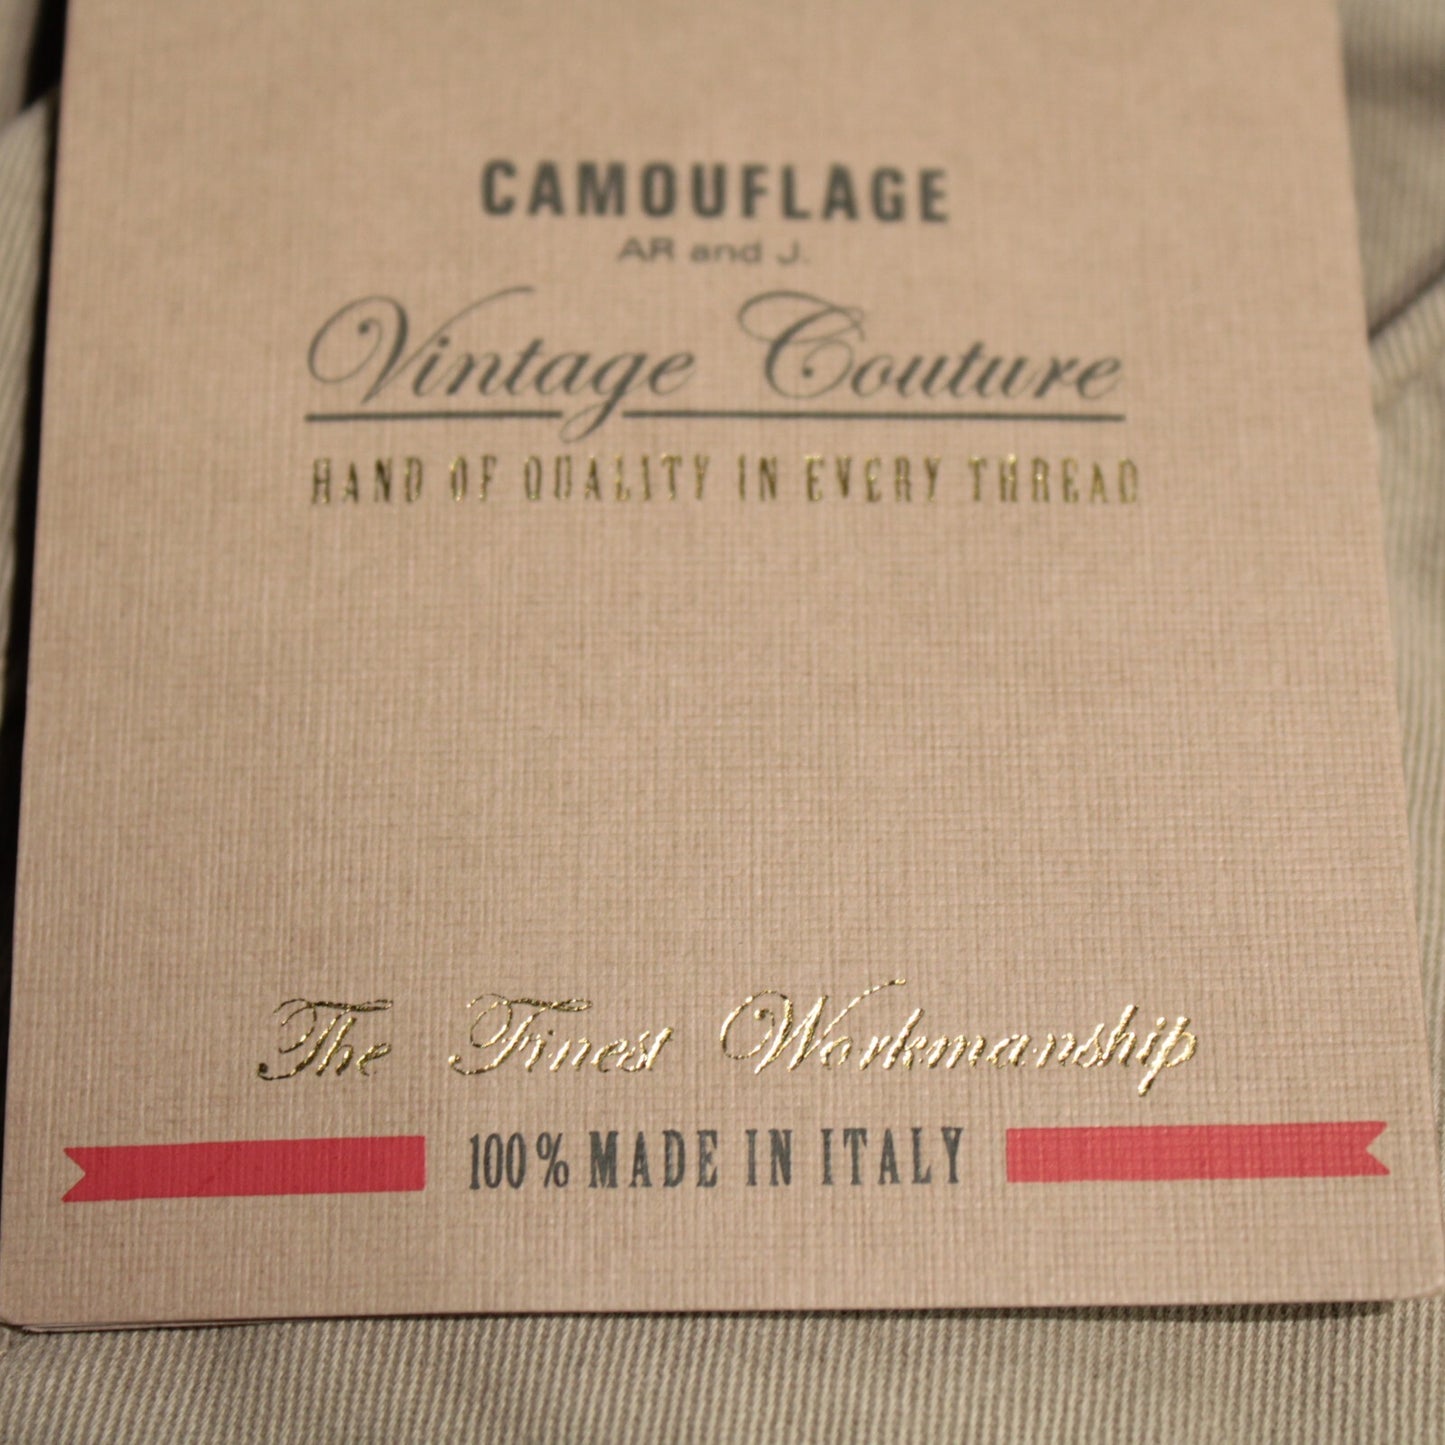 CAMOUFLAGE
AR and J.
Vintage Couture
HAND OF QUALITY IN EVERY THREAD
The Finest Workmanship
100% MADE IN ITALY